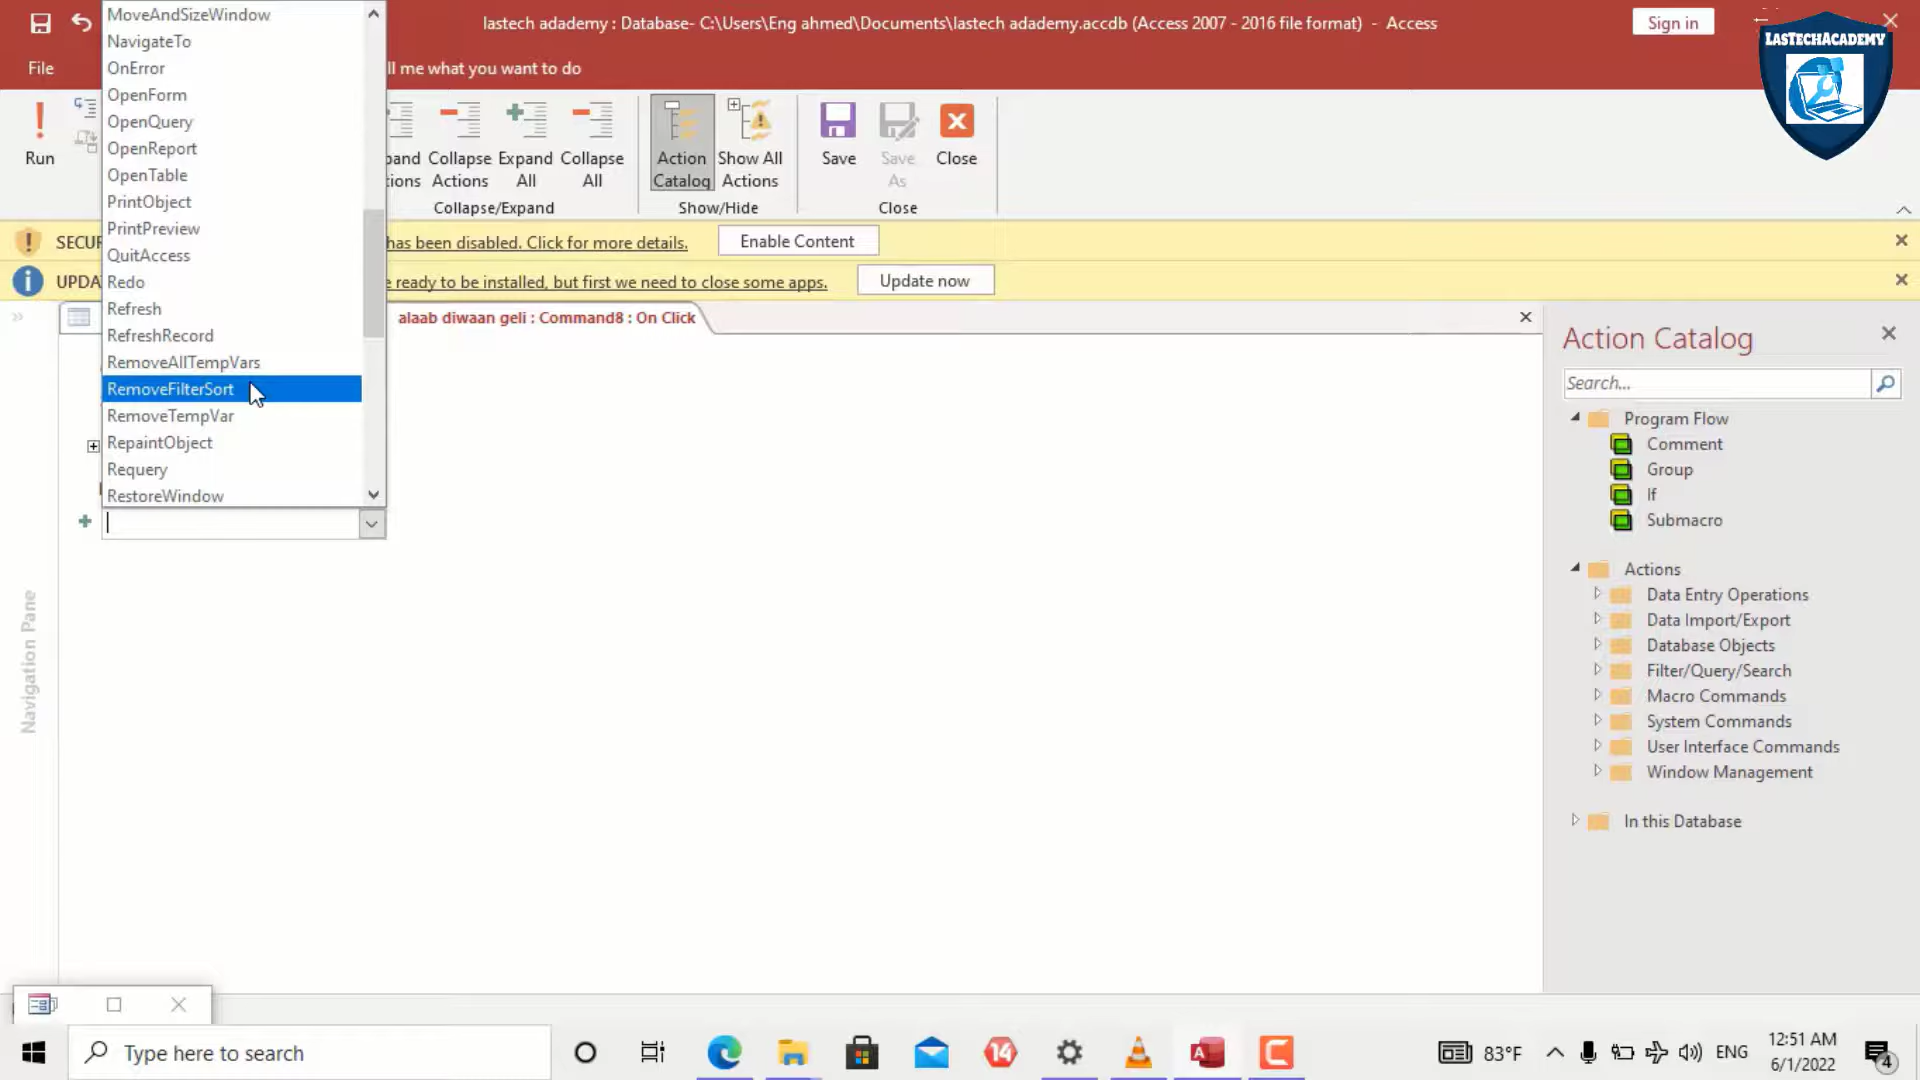 lastech adademy : Database- C:\Users\Eng ahmed\Documents\lastech adademy.accdb (Access 2007 - 2016 file format) - Access
Sign in
LASTECHACADEMY
File
ll me what you want to do
Run
Collapse Actions
Expand All
Collapse All
Collapse/Expand
Action Catalog
Show All Actions
Show/Hide
Save
Save As
Close
Close
MoveAndSizeWindow
NavigateTo
OnError
OpenForm
OpenQuery
OpenReport
OpenTable
PrintObject
PrintPreview
QuitAccess
Redo
Refresh
RefreshRecord
RemoveAllTempVars
RemoveFilterSort
RemoveTempVar
RepaintObject
Requery
RestoreWindow
SECUR
has been disabled. Click for more details.
Enable Content
UPDA
e ready to be installed, but first we need to close some apps.
Update now
alaab diwaan geli : Command8 : On Click
Navigation Pane
Action Catalog
Search...
Program Flow
Comment
Group
If
Submacro
Actions
Data Entry Operations
Data Import/Export
Database Objects
Filter/Query/Search
Macro Commands
System Commands
User Interface Commands
Window Management
In this Database
Type here to search
14
83°F
ENG
12:51 AM
6/1/2022
4